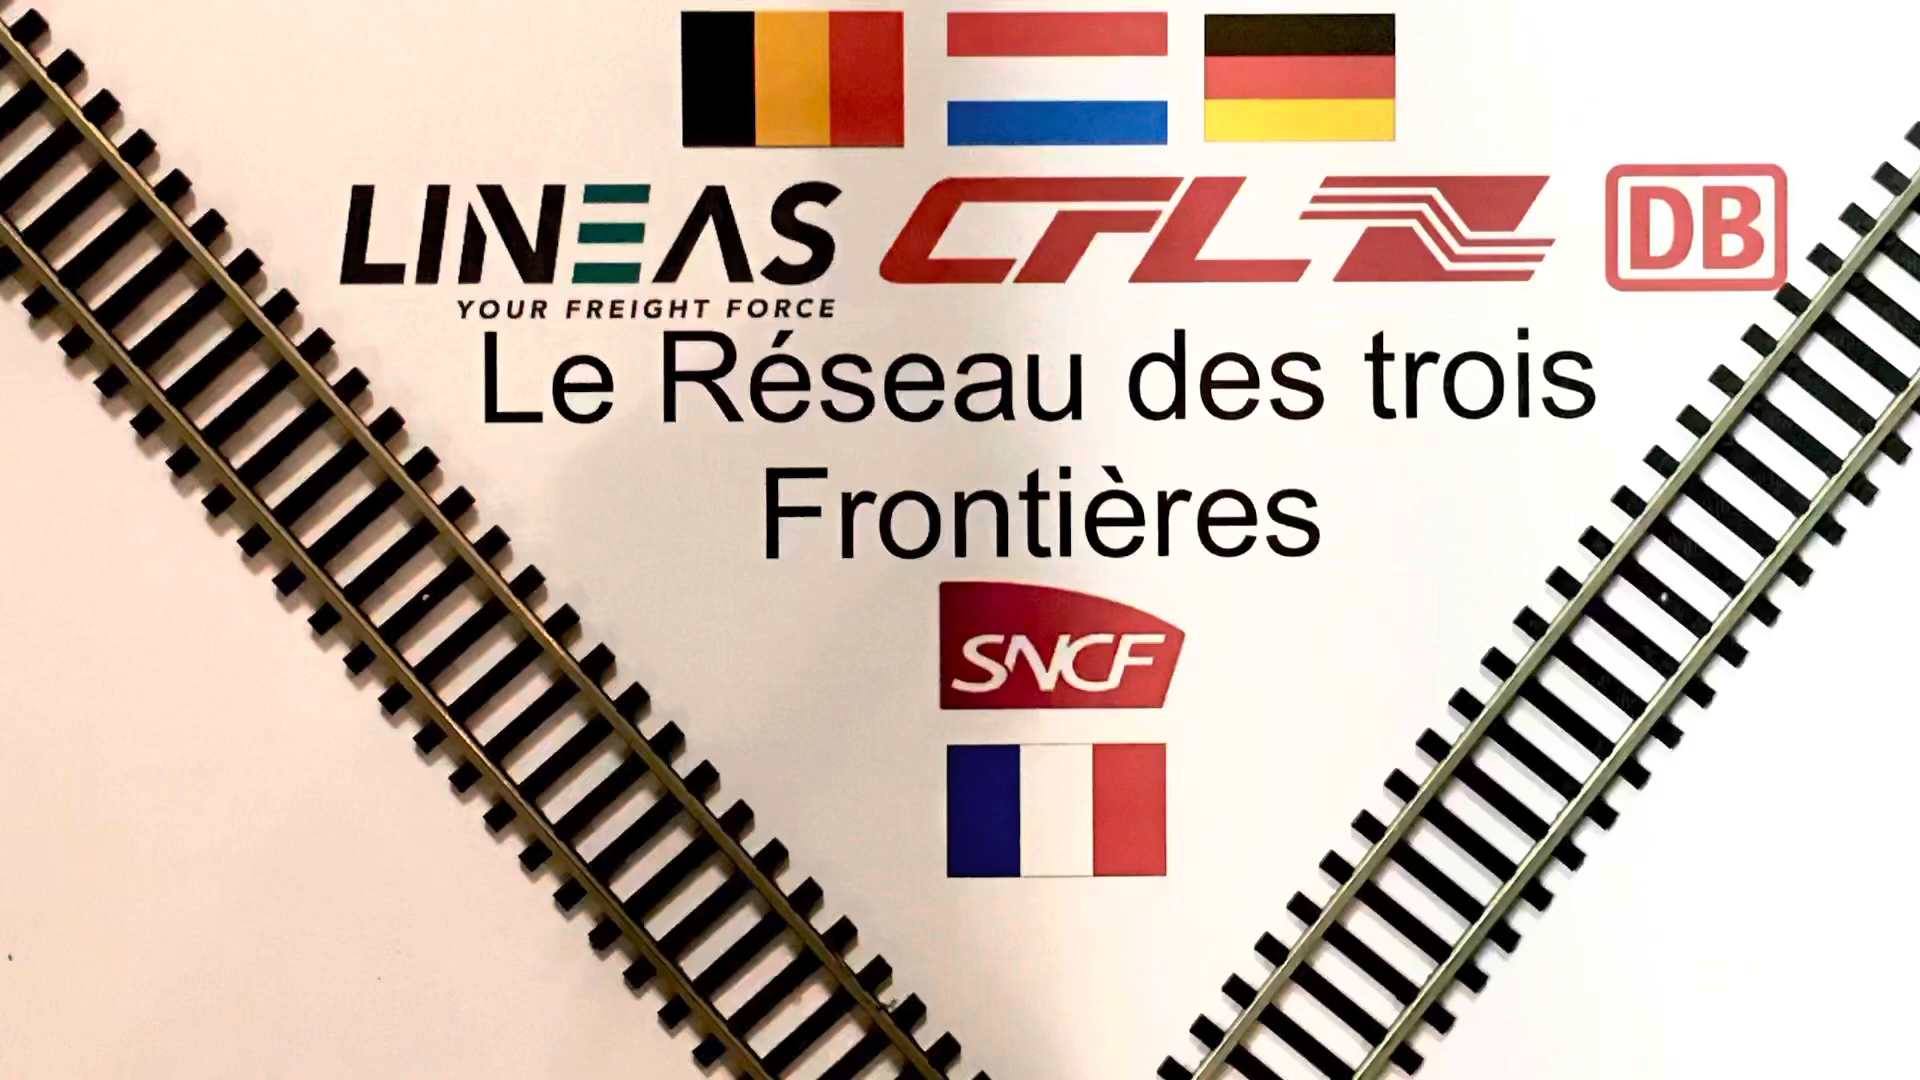 LINEAS CFL DB
YOUR FREIGHT FORCE
Le Réseau des trois
Frontières
SNCF